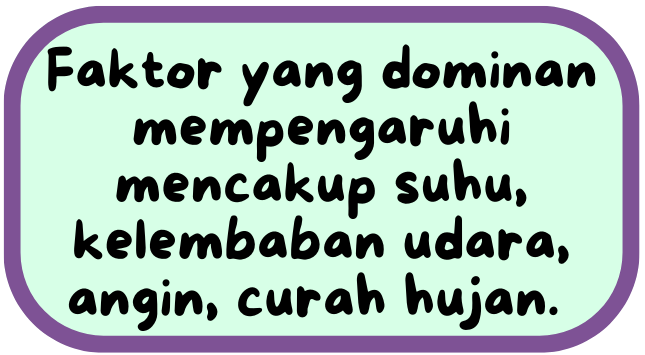 Faktor yang dominan
mempengaruhi
mencakup suhu,
kelembaban udara,
angin, curah hujan.